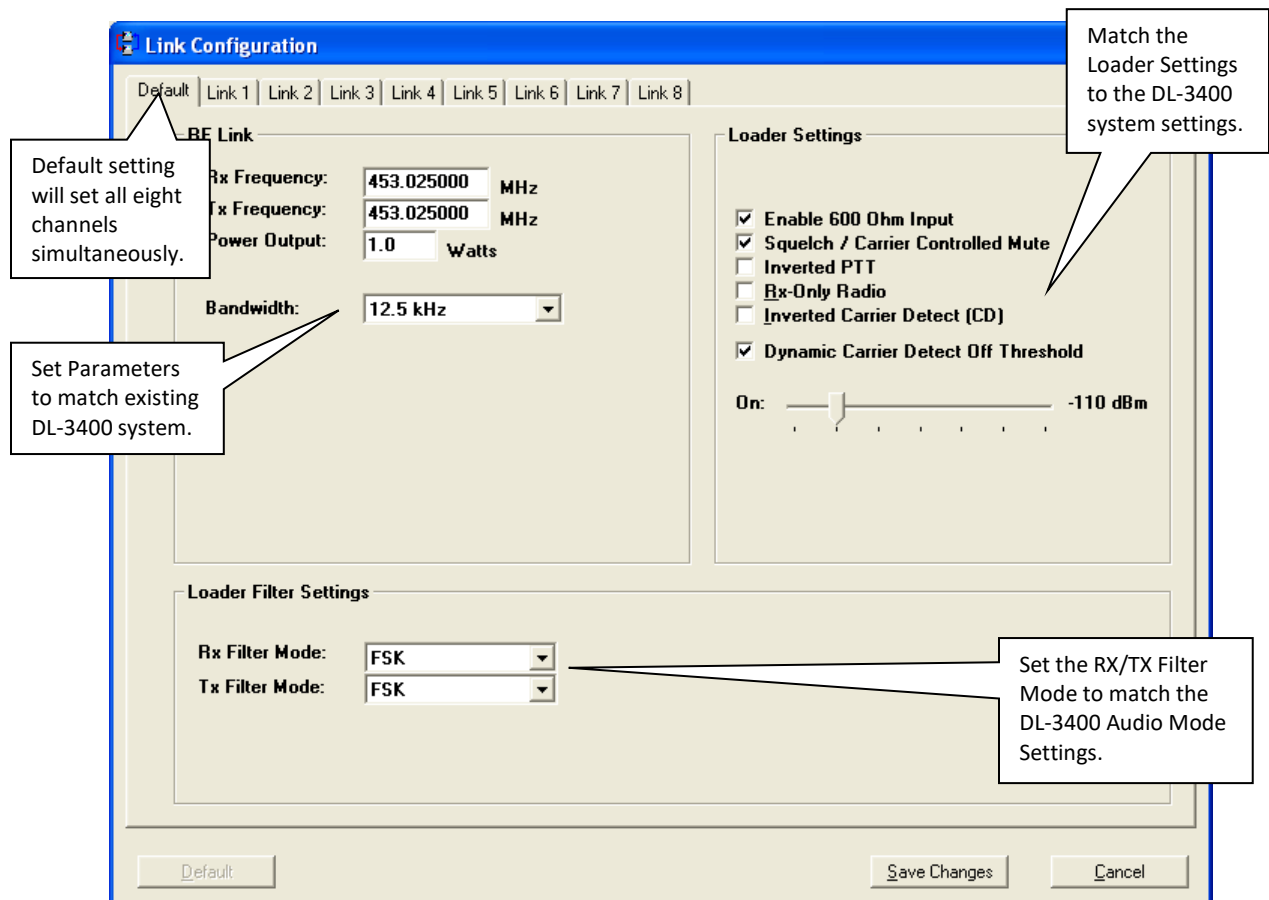 Link Configuration
Match the
Loader Settings
to the DL-3400
system settings.
Default
Link 1
Link 2
Link 3
Link 4
Link 5
Link 6
Link 7
Link 8
Default setting
will set all eight
channels
simultaneously.
RF Link
Rx Frequency:
453.025000
MHz
Tx Frequency:
453.025000
MHz
Power Output:
1.0
Watts
Bandwidth:
12.5 kHz
Set Parameters
to match existing
DL-3400 system.
Loader Settings
Enable 600 Ohm Input
Squelch / Carrier Controlled Mute
Inverted PTT
Rx-Only Radio
Inverted Carrier Detect (CD)
Dynamic Carrier Detect Off Threshold
On:
-110 dBm
Loader Filter Settings
Rx Filter Mode:
FSK
Tx Filter Mode:
FSK
Set the RX/TX Filter
Mode to match the
DL-3400 Audio Mode
Settings.
Default
Save Changes
Cancel